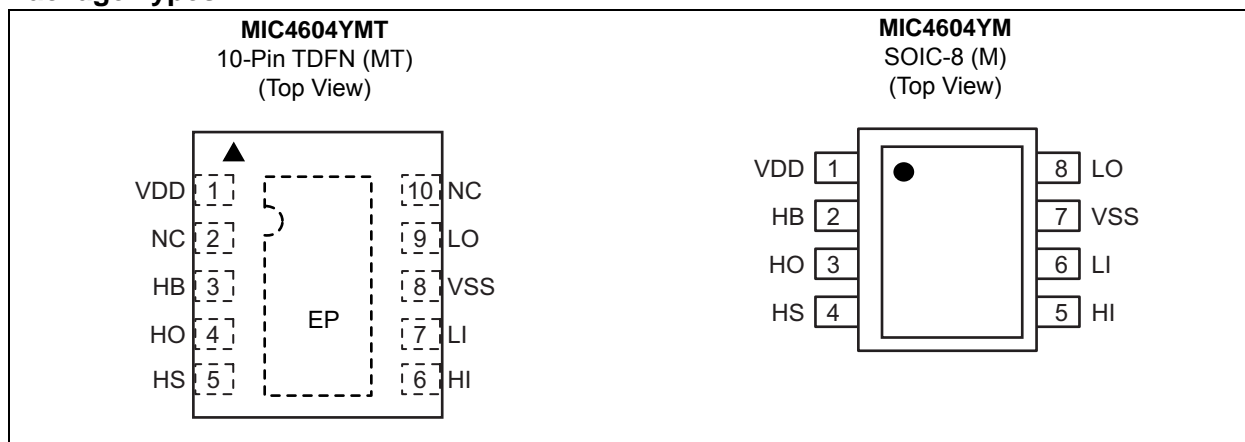 MIC4604YMT
10-Pin TDFN (MT)
(Top View)
VDD 1
NC 2
HB 3
HO 4
HS 5
EP
10 NC
9 LO
8 VSS
7 LI
6 HI
MIC4604YM
SOIC-8 (M)
(Top View)
VDD 1
HB 2
HO 3
HS 4
8 LO
7 VSS
6 LI
5 HI